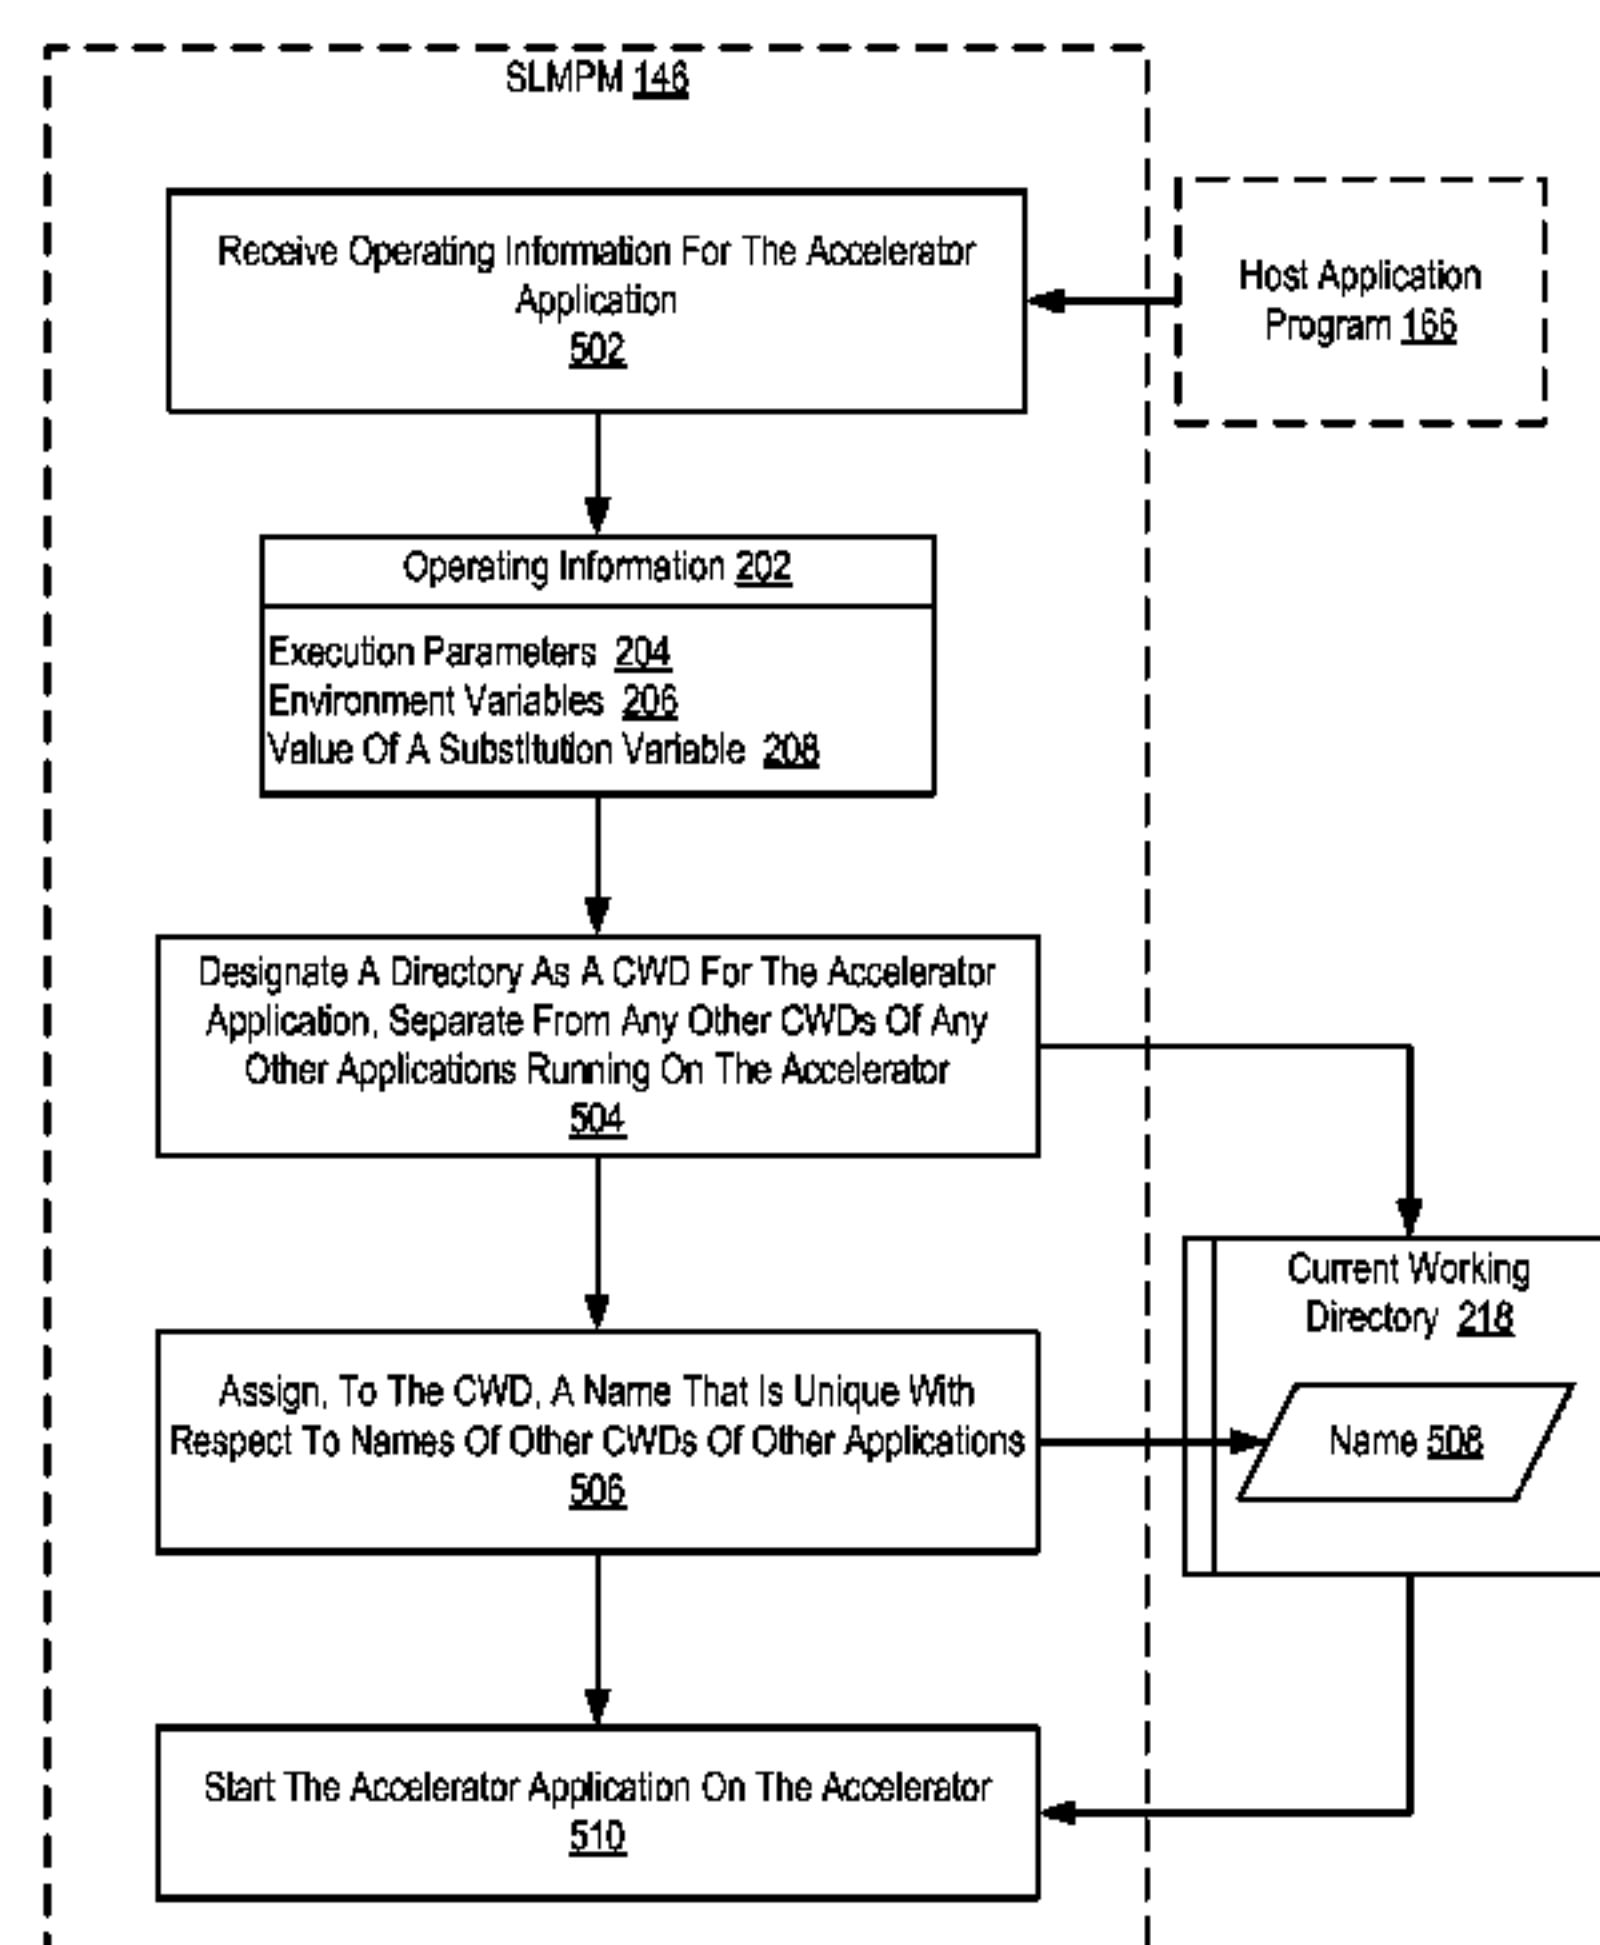 SLMPM 146
Receive Operating Information For The Accelerator
Application
502
Host Application
Program 166
Operating Information 202
Execution Parameters 204
Environment Variables 206
Value Of A Substitution Variable 208
Designate A Directory As A CWD For The Accelerator
Application, Separate From Any Other CWDs Of Any
Other Applications Running On The Accelerator
504
Current Working
Directory 218
Assign, To The CWD, A Name That Is Unique With
Respect To Names Of Other CWDs Of Other Applications
506
Name 508
Start The Accelerator Application On The Accelerator
510